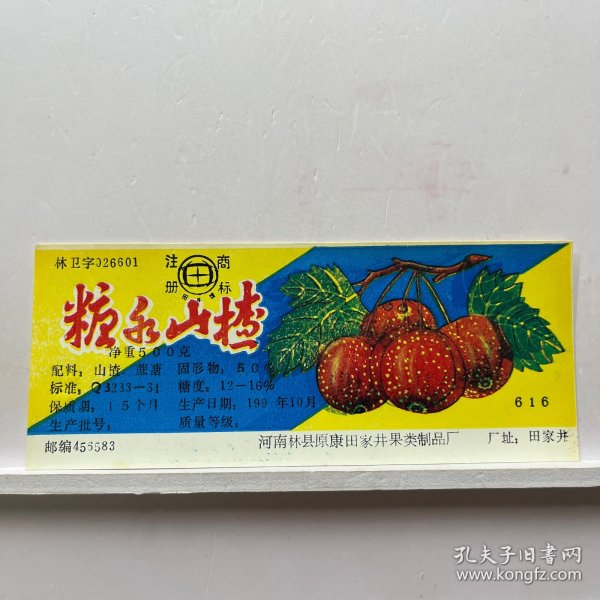 林卫字026601
注册商标
糖水山楂
净重500克
配料：山楂 蔗唐 固形物：50%
标准：Q3233-64 糖度：12-16%
保质期：15个月 生产日期：199 年10月
生产批号： 质量等级：
616
邮编456583 河南林县原康田家井果类制品厂 厂址：田家井
孔夫子旧书网
www.kongfz.com